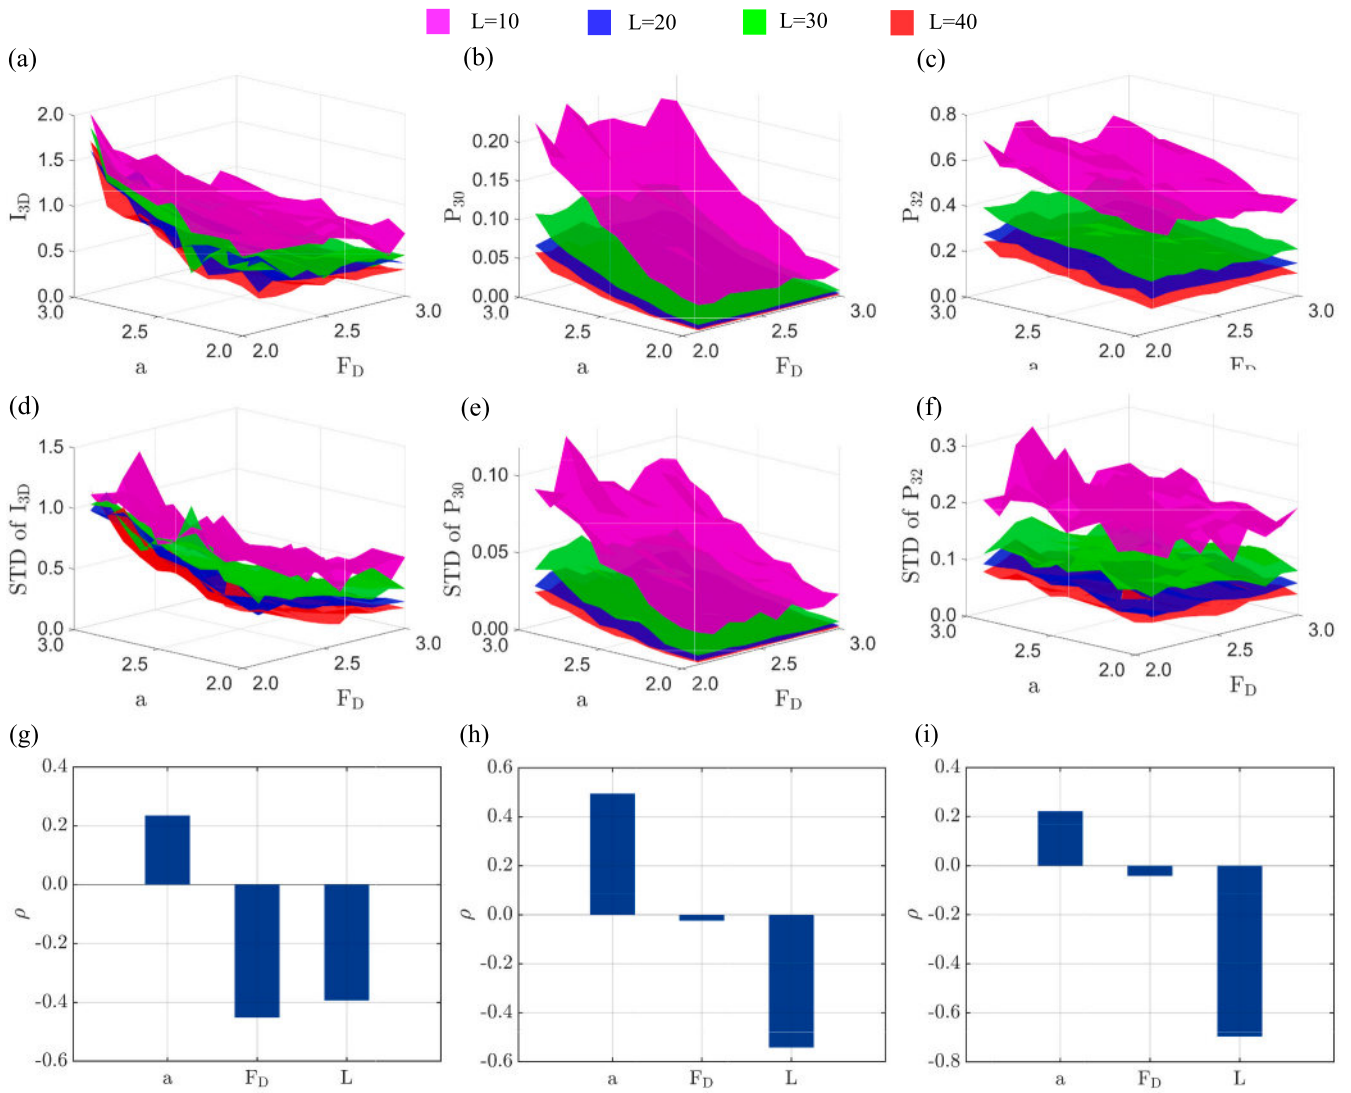 L=10 L=20 L=30 L=40
(a) (b) (c)
2.0 1.5 1.0 0.5 0.0
I3D
3.0 2.5 2.0
a
2.0 2.5 3.0
FD
0.20 0.15 0.10 0.05 0.00
P30
3.0 2.5 2.0
a
2.0 2.5 3.0
FD
0.8 0.6 0.4 0.2 0.0
P32
3.0 2.5 2.0
a
2.0 2.5 3.0
FD
(d) (e) (f)
1.5 1.0 0.5 0.0
STD of I3D
3.0 2.5 2.0
a
2.0 2.5 3.0
FD
0.10 0.05 0.00
STD of P30
3.0 2.5 2.0
a
2.0 2.5 3.0
FD
0.3 0.2 0.1 0.0
STD of P32
3.0 2.5 2.0
a
2.0 2.5 3.0
FD
(g) (h) (i)
0.4 0.2 0.0 -0.2 -0.4 -0.6
ρ
a FD L
0.6 0.4 0.2 0.0 -0.2 -0.4 -0.6
ρ
a FD L
0.4 0.2 0.0 -0.2 -0.4 -0.6 -0.8
ρ
a FD L